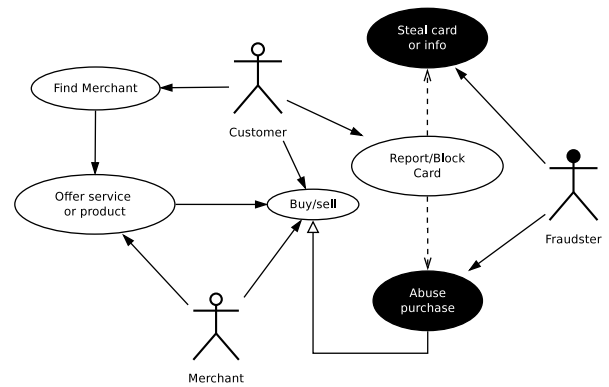 Steal card
or info
Find Merchant
Customer
Report/Block
Card
Offer service
or product
Buy/sell
Fraudster
Abuse
purchase
Merchant